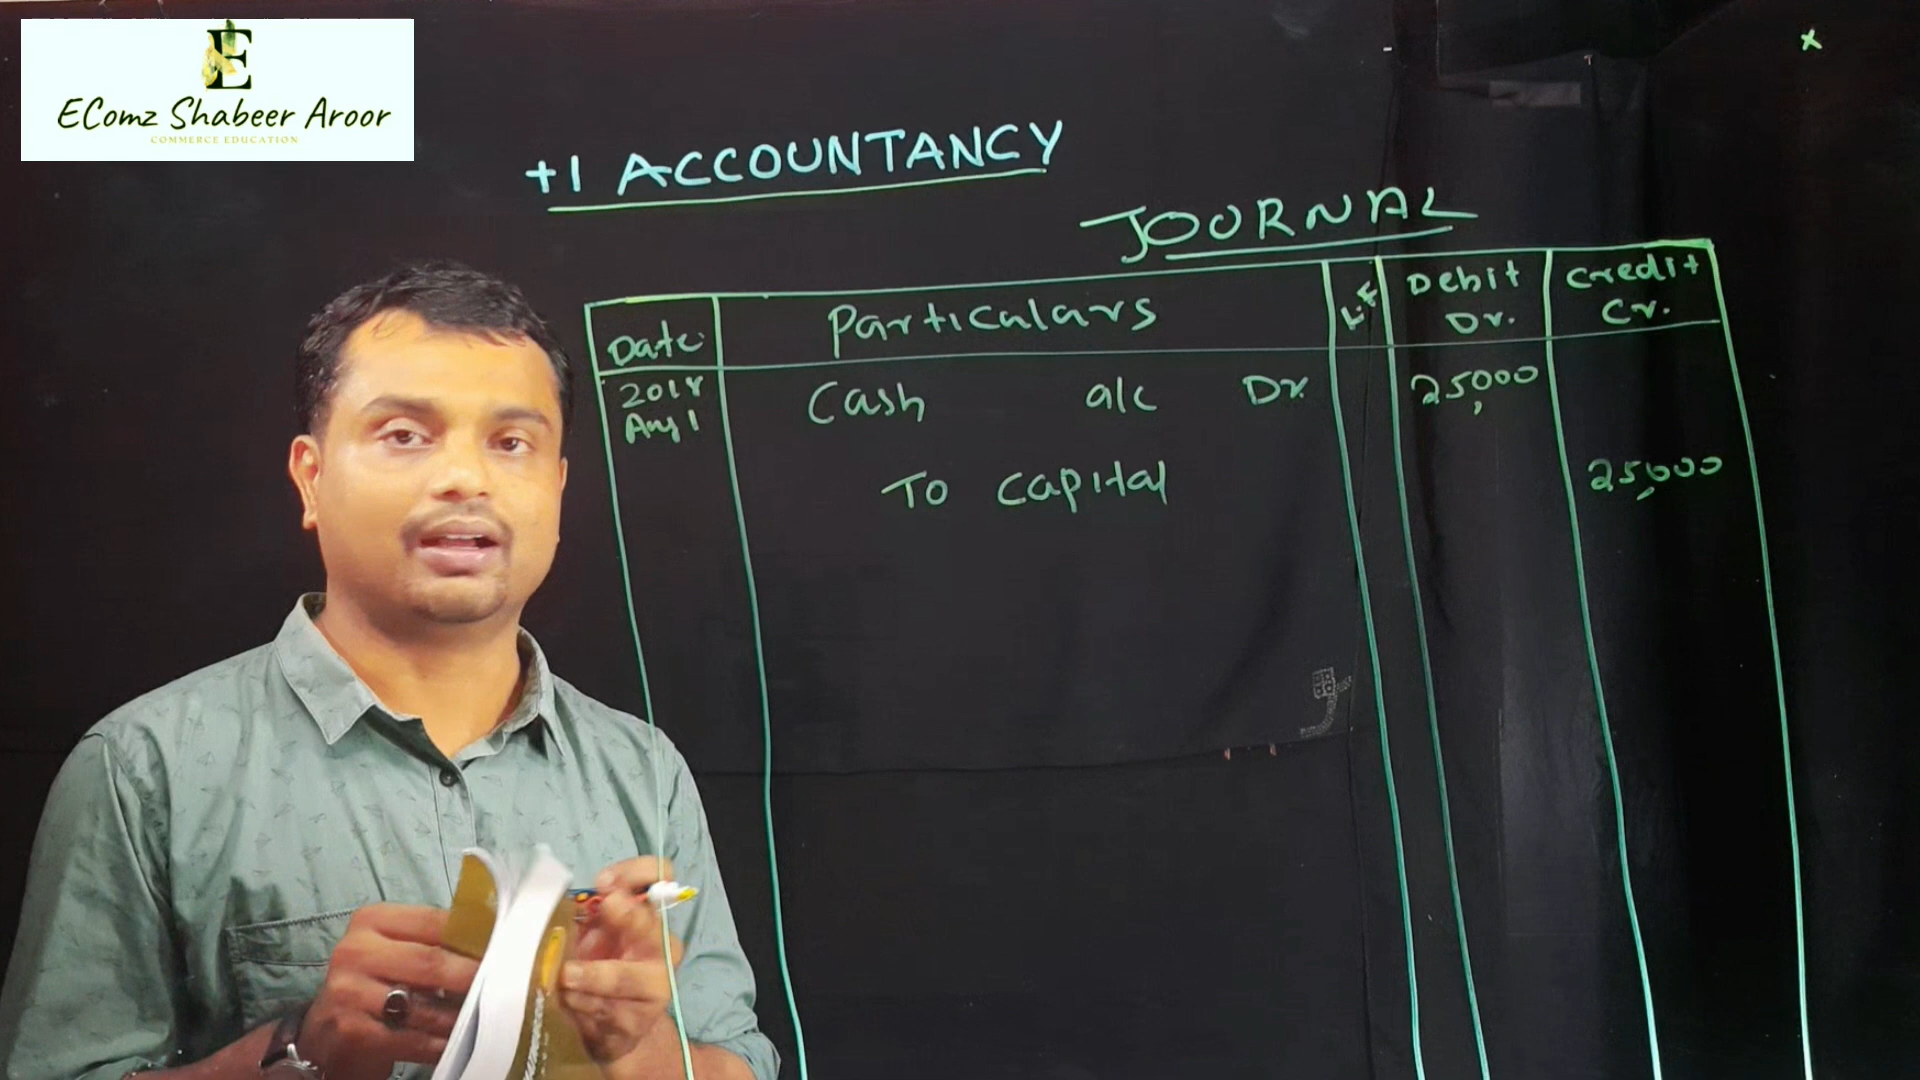 E
EComz Shabeer Aroor
COMMERCE EDUCATION
+1 ACCOUNTANCY
JOURNAL
Date Particulars L.F Debit Dr. Credit Cr.
2018 Cash a/c Dr. 25,000
Aug 1
To Capital 25,000